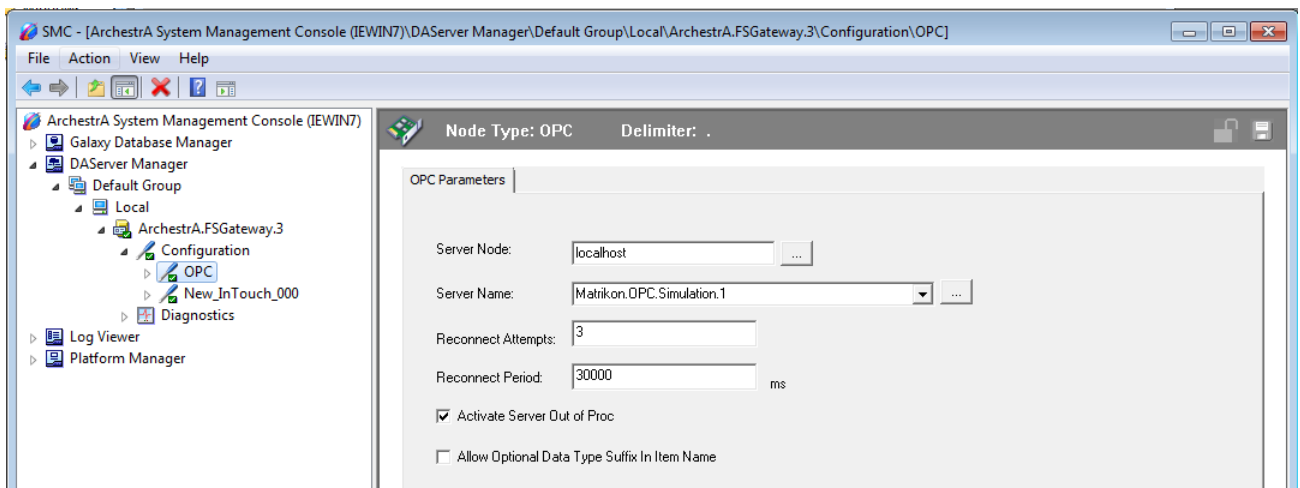 SMC - [ArchestrA System Management Console (IEWIN7)\DAServer Manager\Default Group\Local\ArchestrA.FSGateway.3\Configuration\OPC]
File Action View Help
ArchestrA System Management Console (IEWIN7)
Galaxy Database Manager
DAServer Manager
Default Group
Local
ArchestrA.FSGateway.3
Configuration
OPC
New_InTouch_000
Diagnostics
Log Viewer
Platform Manager
Node Type: OPC Delimiter: .
OPC Parameters
Server Node: localhost ...
Server Name: Matrikon.OPC.Simulation.1 ...
Reconnect Attempts: 3
Reconnect Period: 30000 ms
Activate Server Out of Proc
Allow Optional Data Type Suffix In Item Name